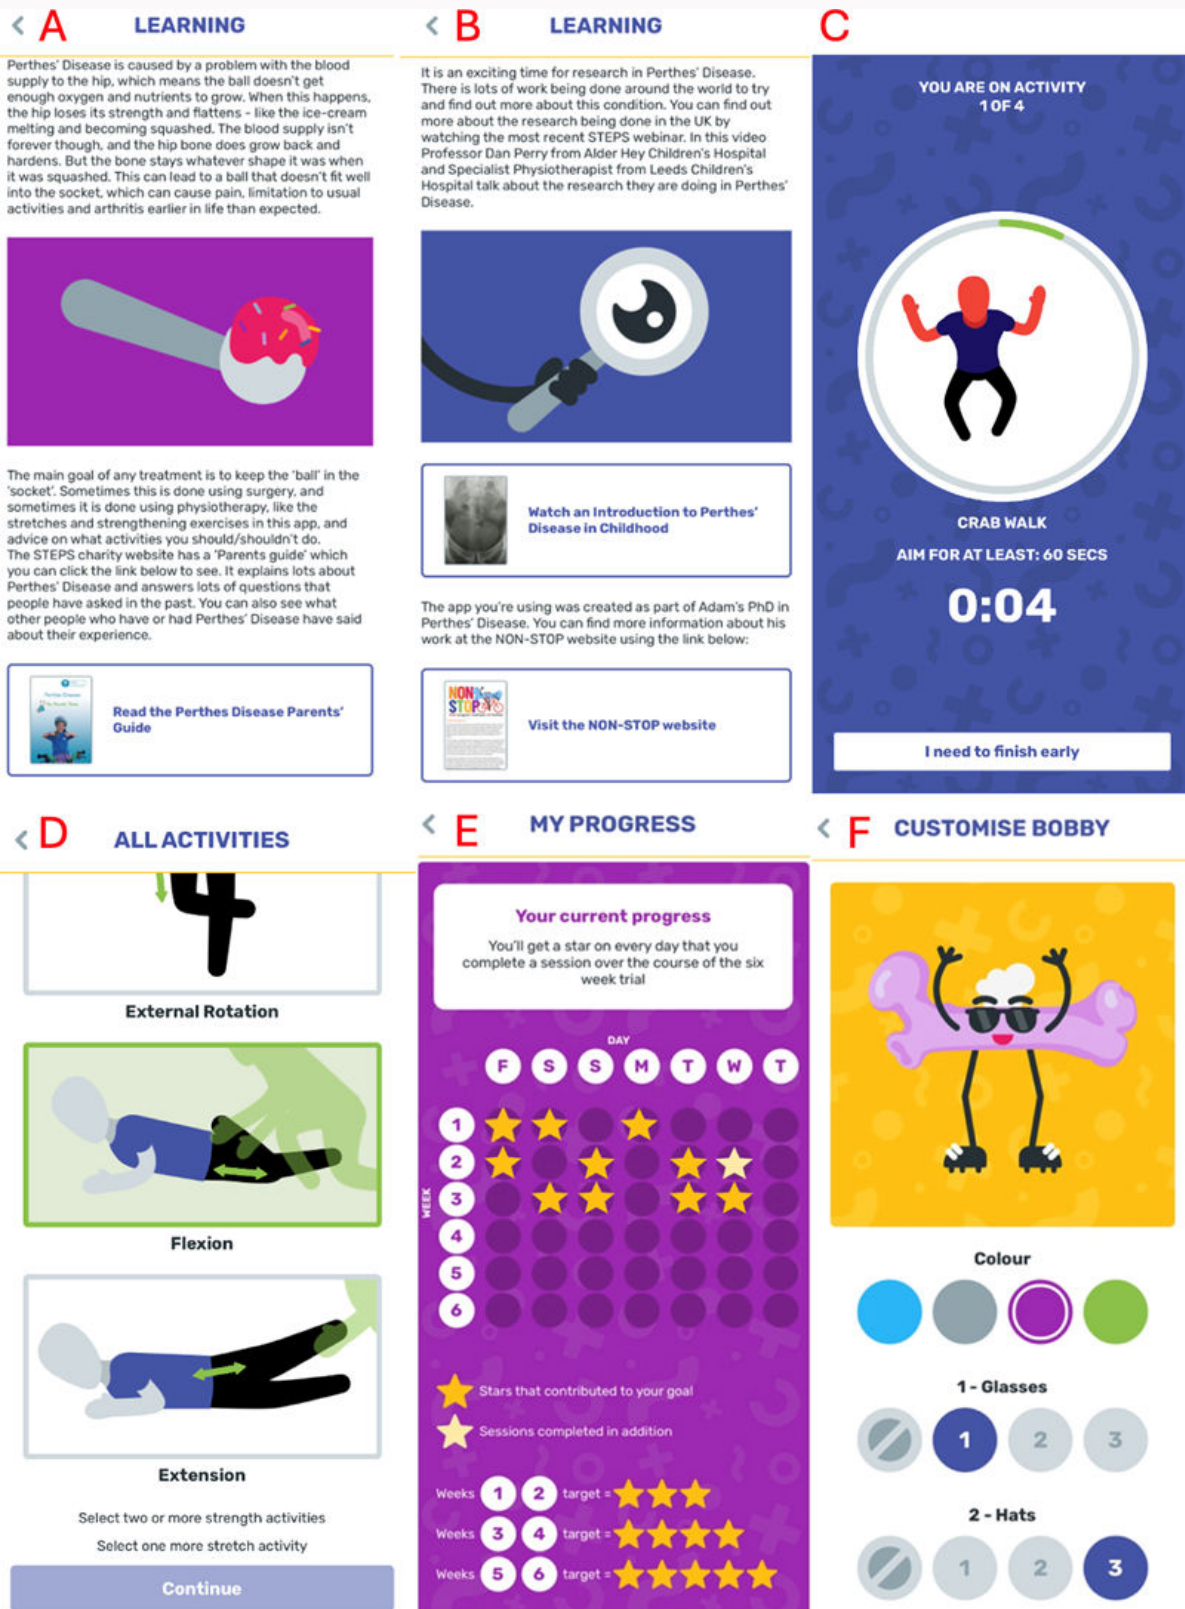 A
LEARNING
Perthes' Disease is caused by a problem with the blood
supply to the hip, which means the ball doesn't get
enough oxygen and nutrients to grow. When this happens,
the hip loses its strength and flattens - like the ice-cream
melting and becoming squashed. The blood supply isn't
forever though, and the hip bone does grow back and
hardens. But the bone stays whatever shape it was when
it was squashed. This can lead to a ball that doesn't fit well
into the socket, which can cause pain, limitation to usual
activities and arthritis earlier in life than expected.
The main goal of any treatment is to keep the 'ball' in the
'socket'. Sometimes this is done using surgery, and
sometimes it is done using physiotherapy, like the
stretches and strengthening exercises in this app, and
advice on what activities you should/shouldn't do.
The STEPS charity website has a 'Parents guide' which
you can click the link below to see. It explains lots about
Perthes' Disease and answers lots of questions that
people have asked in the past. You can also see what
other people who have or had Perthes' Disease have said
about their experience.
Read the Perthes Disease Parents'
Guide
B
LEARNING
It is an exciting time for research in Perthes' Disease.
There is lots of work being done around the world to try
and find out more about this condition. You can find out
more about the research being done in the UK by
watching the most recent STEPS webinar. In this video
Professor Dan Perry from Alder Hey Children's Hospital
and Specialist Physiotherapist from Leeds Children's
Hospital talk about the research they are doing in Perthes'
Disease.
Watch an Introduction to Perthes'
Disease in Childhood
The app you're using was created as part of Adam's PhD in
Perthes' Disease. You can find more information about his
work at the NON-STOP website using the link below:
NON
STOP
Visit the NON-STOP website
C
YOU ARE ON ACTIVITY
1 OF 4
CRAB WALK
AIM FOR AT LEAST: 60 SECS
0:04
I need to finish early
D
ALL ACTIVITIES
External Rotation
Flexion
Extension
Select two or more strength activities
Select one more stretch activity
Continue
E
MY PROGRESS
Your current progress
You'll get a star on every day that you
complete a session over the course of the six
week trial
DAY
F S S M T W T
WEEK
1
2
3
4
5
6
Stars that contributed to your goal
Sessions completed in addition
Weeks 1 2 target =
Weeks 3 4 target =
Weeks 5 6 target =
F
CUSTOMISE BOBBY
Colour
1 - Glasses
1 2 3
2 - Hats
1 2 3